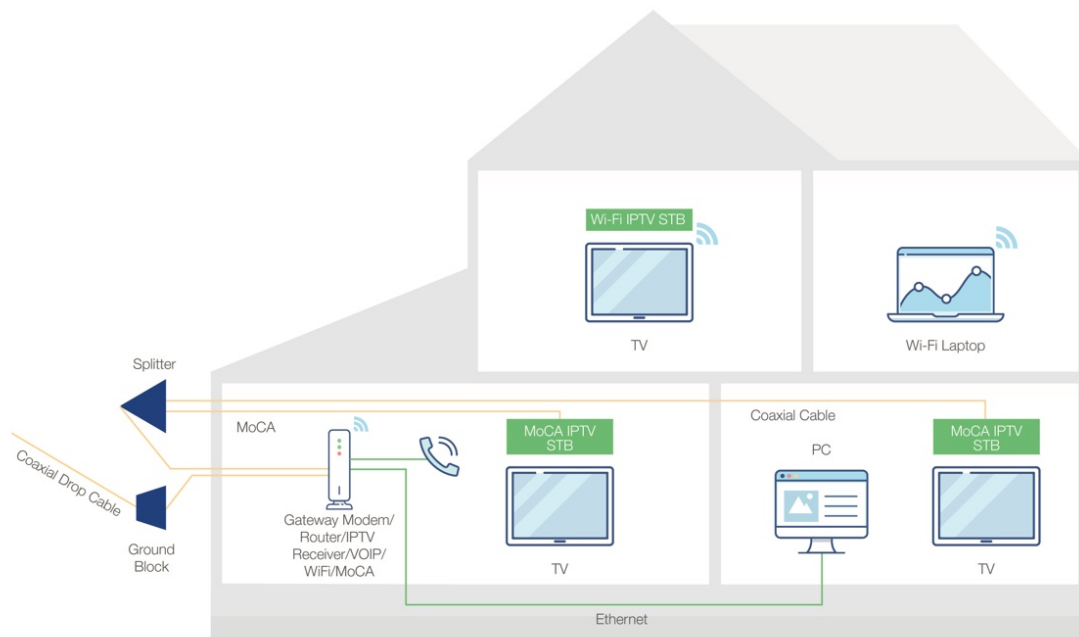 Wi-Fi IPTV STB
TV
Wi-Fi Laptop
Splitter
MoCA
Coaxial Cable
MoCA IPTV
STB
PC
MoCA IPTV
STB
Coaxial Drop Cable
Ground
Block
Gateway Modem/
Router/IPTV
Receiver/VOIP/
WiFi/MoCA
TV
TV
Ethernet